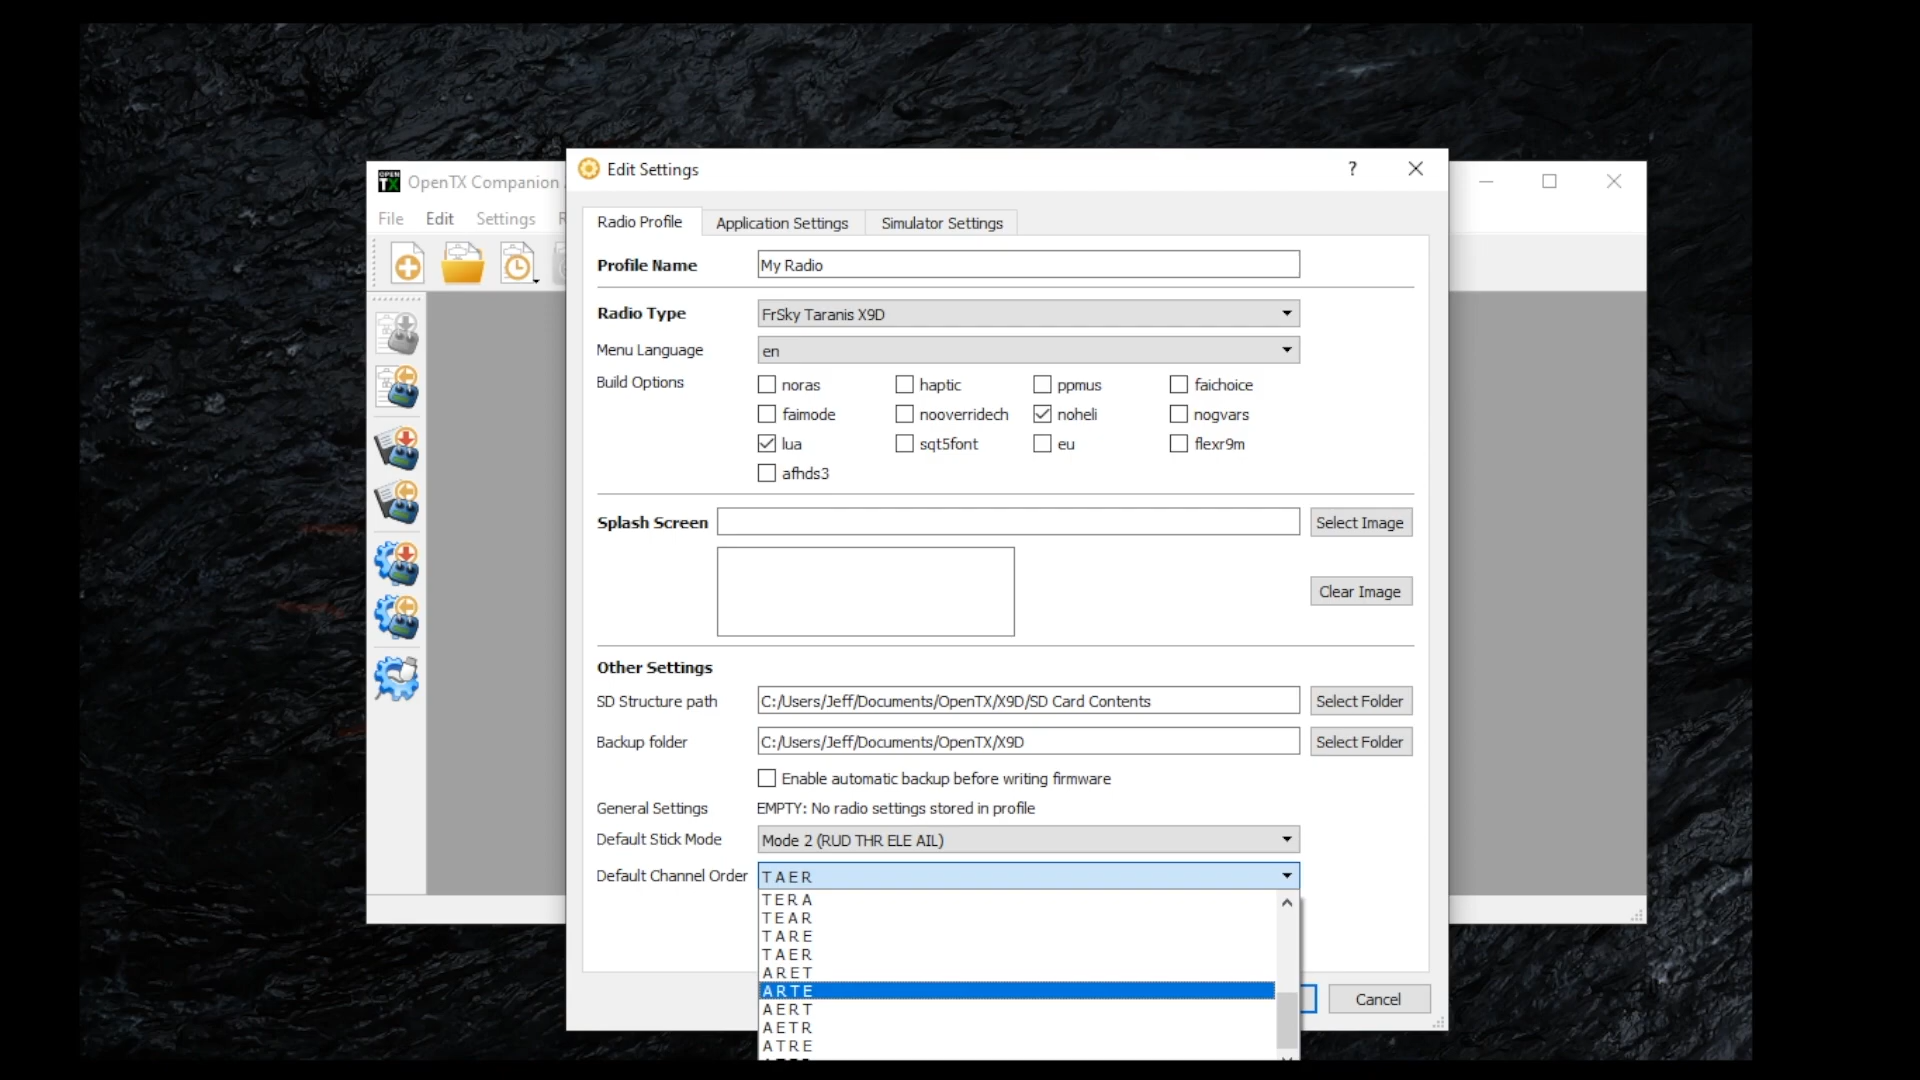 OPEN TX OpenTX Companion
File Edit Settings
Edit Settings ?
Radio Profile Application Settings Simulator Settings
Profile Name My Radio
Radio Type FrSky Taranis X9D
Menu Language en
Build Options noras haptic ppmus faichoice
faimode nooverridech noheli nogvars
lua sqt5font eu flexr9m
afhds3
Splash Screen Select Image
Clear Image
Other Settings
SD Structure path C:/Users/Jeff/Documents/OpenTX/X9D/SD Card Contents Select Folder
Backup folder C:/Users/Jeff/Documents/OpenTX/X9D Select Folder
Enable automatic backup before writing firmware
General Settings EMPTY: No radio settings stored in profile
Default Stick Mode Mode 2 (RUD THR ELE AIL)
Default Channel Order T A E R
T E R A
T E A R
T A R E
T A E R
A R E T
A R T E
A E R T
A E T R
A T R E
Cancel